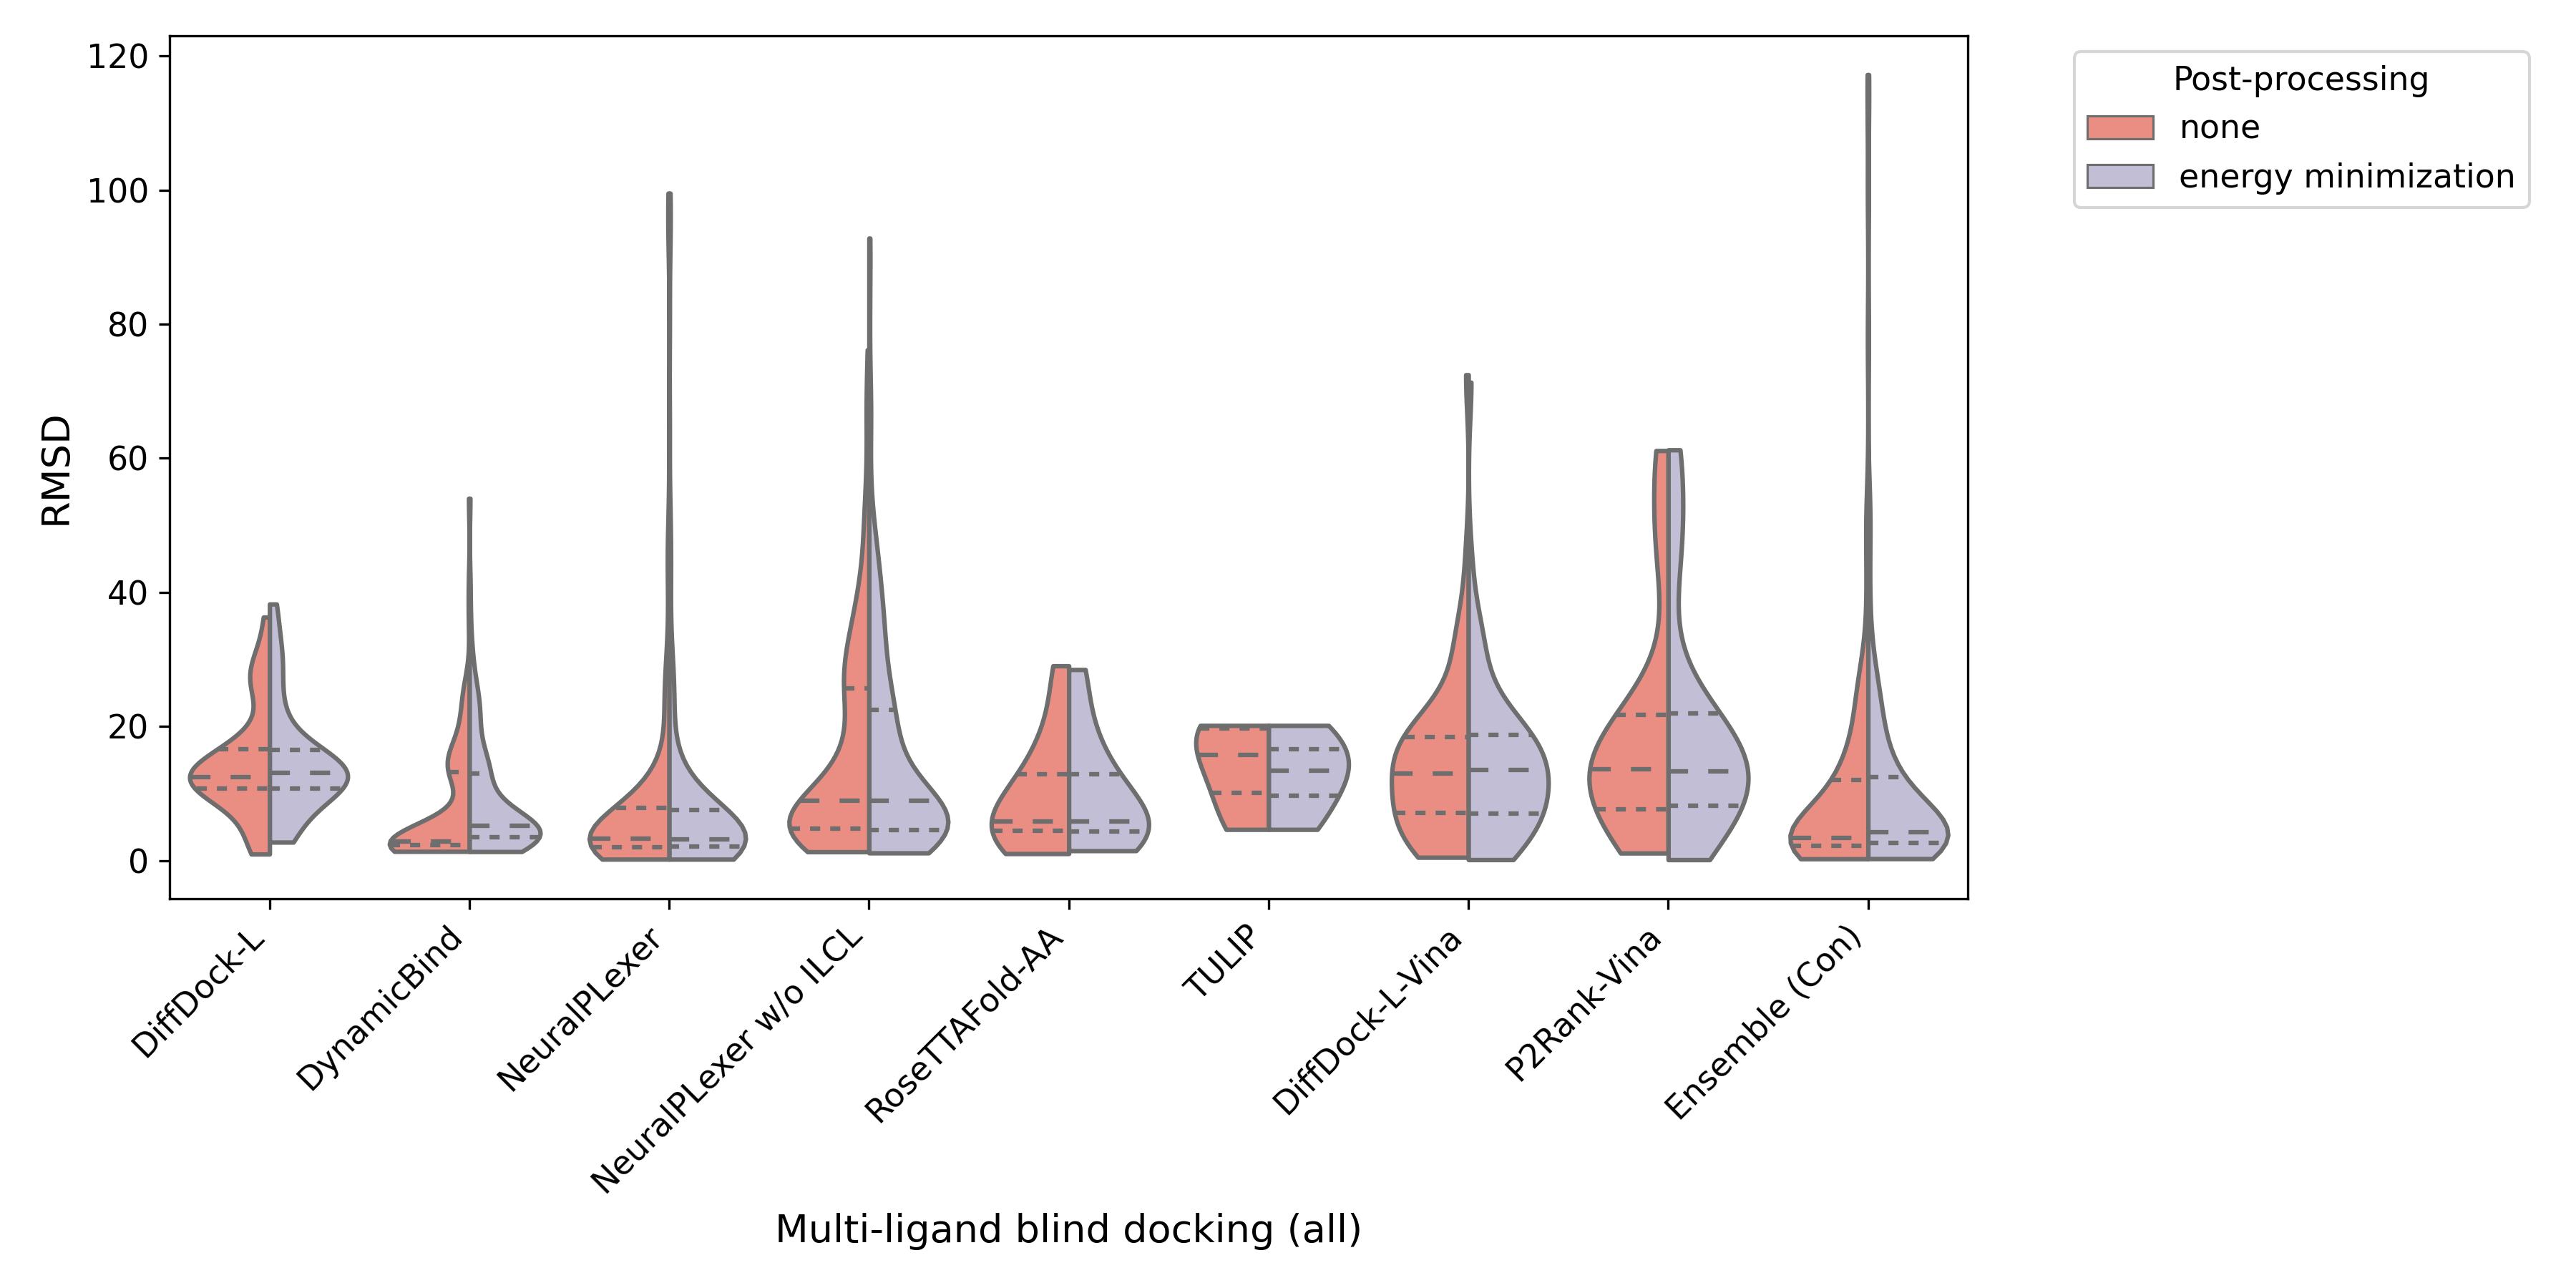 120
100
80
60
40
20
0
RMSD
DiffDock-L
DynamicBind
NeuralPLexer
NeuralPLexer w/o ILCL
RoseTTAFold-AA
TULIP
DiffDock-L-Vina
P2Rank-Vina
Ensemble (Con)
Multi-ligand blind docking (all)
Post-processing
none
energy minimization